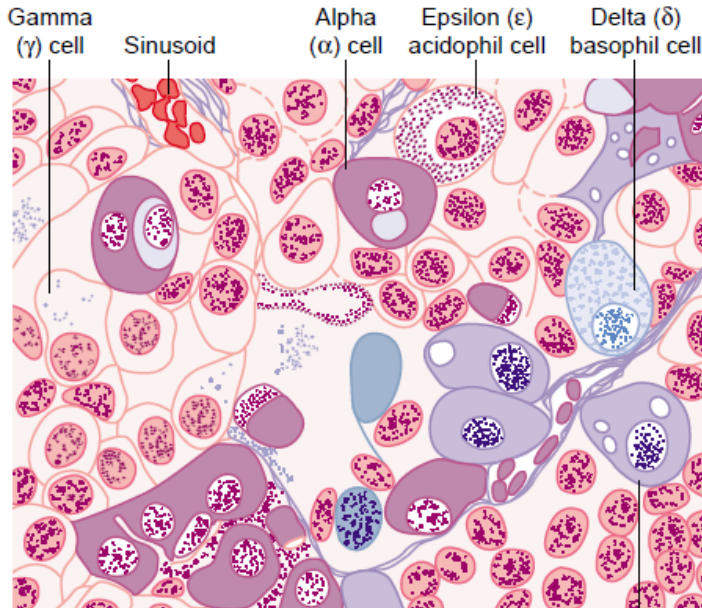 Gamma
(γ) cell
Sinusoid
Alpha
(α) cell
Epsilon (ε)
acidophil cell
Delta (δ)
basophil cell